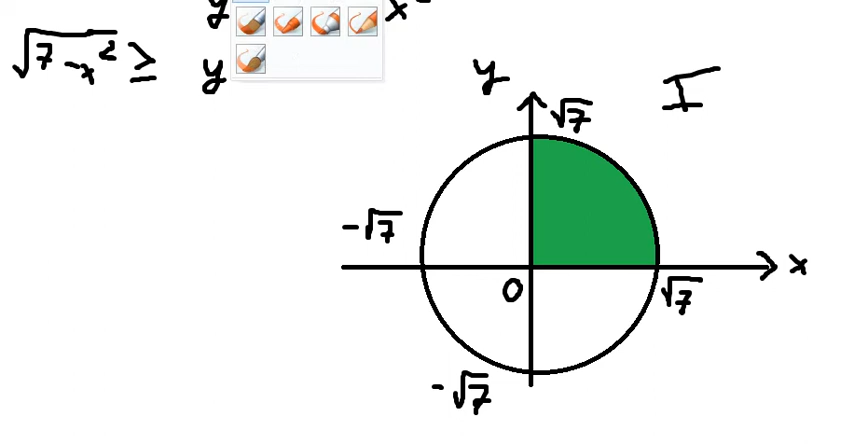 y x
√7-x² ≥ y
y
√7
I
-√7
x
0
√7
-√7